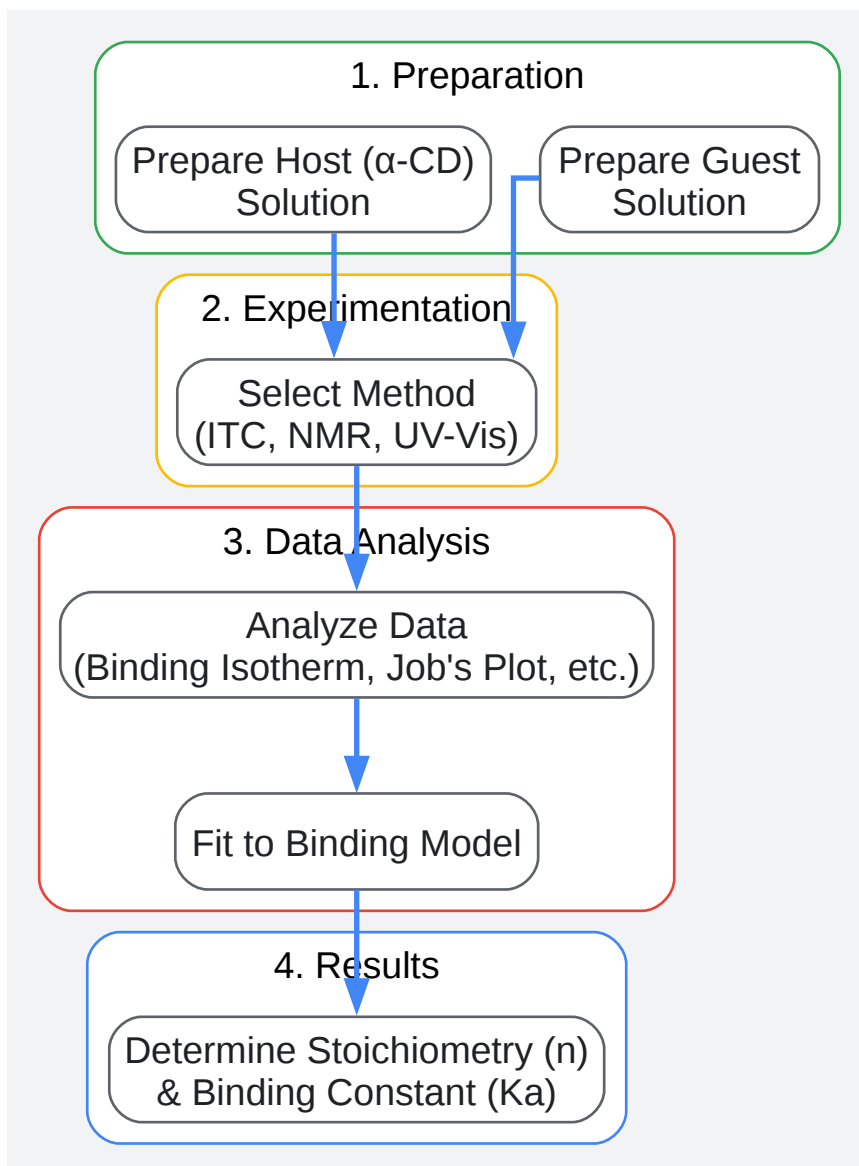 1. Preparation
Prepare Host (α-CD)
Solution
Prepare Guest
Solution
2. Experimentation
Select Method
(ITC, NMR, UV-Vis)
3. Data Analysis
Analyze Data
(Binding Isotherm, Job's Plot, etc.)
Fit to Binding Model
4. Results
Determine Stoichiometry (n)
& Binding Constant (Ka)